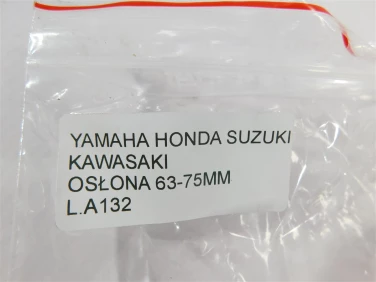 YAMAHA HONDA SUZUKI
KAWASAKI
OSŁONA 63-75MM
L.A132